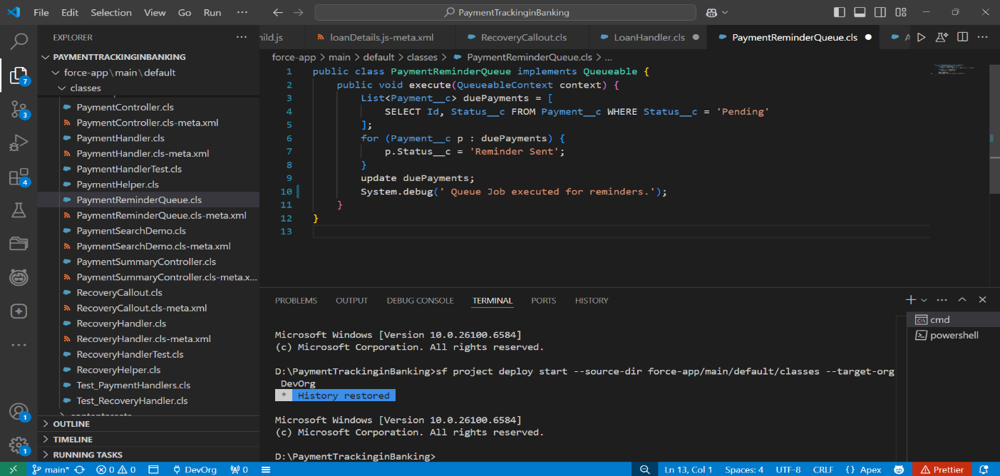 File Edit Selection View Go Run ··· PaymentTrackinginBanking
EXPLORER ···
PAYMENTTRACKINGINBANKING
force-app\main\default
classes
PaymentController.cls
PaymentController.cls-meta.xml
PaymentHandler.cls
PaymentHandler.cls-meta.xml
PaymentHandlerTest.cls
PaymentHelper.cls
PaymentReminderQueue.cls
PaymentReminderQueue.cls-meta.xml
PaymentSearchDemo.cls
PaymentSearchDemo.cls-meta.xml
PaymentSummaryController.cls
PaymentSummaryController.cls-meta.x...
RecoveryCallout.cls
RecoveryCallout.cls-meta.xml
RecoveryHandler.cls
RecoveryHandler.cls-meta.xml
RecoveryHandlerTest.cls
RecoveryHelper.cls
Test_PaymentHandlers.cls
Test_RecoveryHandler.cls
OUTLINE
TIMELINE
RUNNING TASKS
7
3
4
1
1
hild.js loanDetails.js-meta.xml RecoveryCallout.cls LoanHandler.cls PaymentReminderQueue.cls A
force-app > main > default > classes > PaymentReminderQueue.cls > ...
1 public class PaymentReminderQueue implements Queueable {
2 public void execute(QueueableContext context) {
3 List<Payment__c> duePayments = [
4 SELECT Id, Status__c FROM Payment__c WHERE Status__c = 'Pending'
5 ];
6 for (Payment__c p : duePayments) {
7 p.Status__c = 'Reminder Sent';
8 }
9 update duePayments;
10 System.debug(' Queue Job executed for reminders.');
11 }
12 }
13
PROBLEMS OUTPUT DEBUG CONSOLE TERMINAL PORTS HISTORY
cmd
powershell
Microsoft Windows [Version 10.0.26100.6584]
(c) Microsoft Corporation. All rights reserved.
D:\PaymentTrackinginBanking>sf project deploy start --source-dir force-app/main/default/classes --target-org
DevOrg
* History restored
Microsoft Windows [Version 10.0.26100.6584]
(c) Microsoft Corporation. All rights reserved.
D:\PaymentTrackinginBanking>
main* 0 0 DevOrg 0 Ln 13, Col 1 Spaces: 4 UTF-8 CRLF {} Apex Prettier